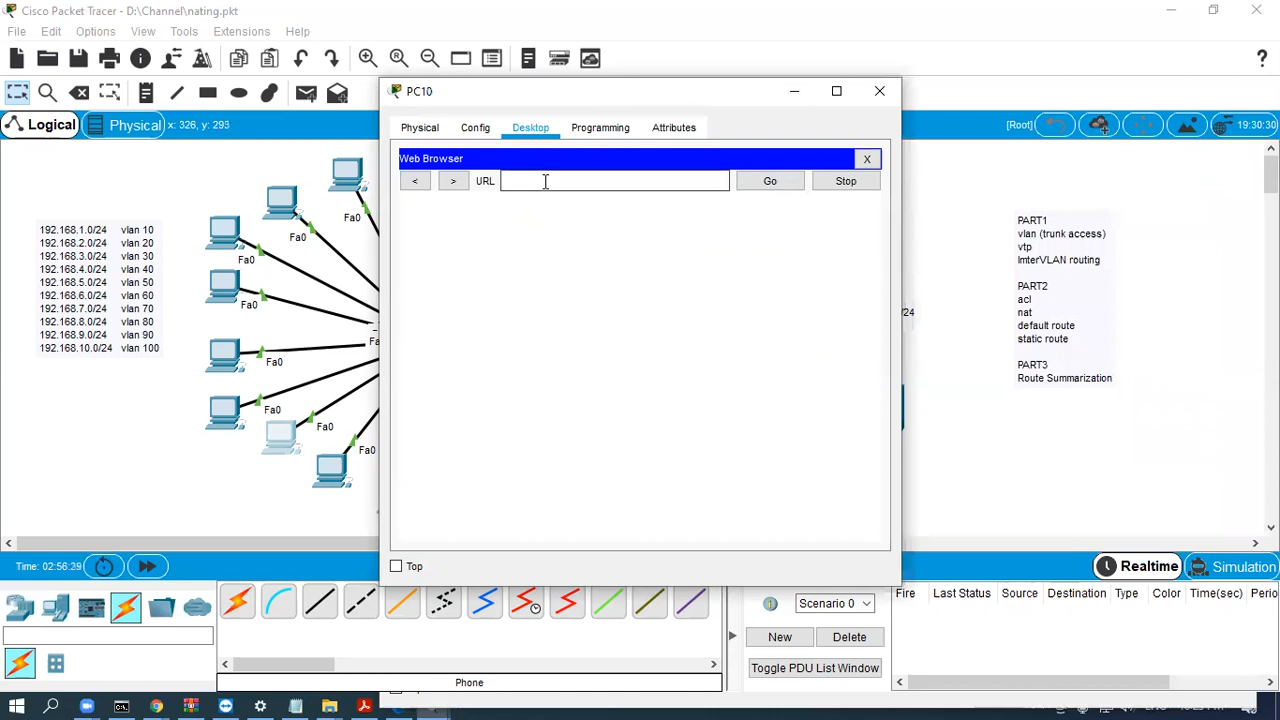 Cisco Packet Tracer - D:\Channel\nating.pkt
File Edit Options View Tools Extensions Help
Logical Physical x: 326, y: 293
[Root] 19:30:30
PC10
Physical Config Desktop Programming Attributes
Web Browser X
< > URL Go Stop
192.168.1.0/24 vlan 10
192.168.2.0/24 vlan 20
192.168.3.0/24 vlan 30
192.168.4.0/24 vlan 40
192.168.5.0/24 vlan 50
192.168.6.0/24 vlan 60
192.168.7.0/24 vlan 70
192.168.8.0/24 vlan 80
192.168.9.0/24 vlan 90
192.168.10.0/24 vlan 100
Fa0
Fa0
Fa0
Fa0
Fa0
Fa0
Fa0
Fa0
/24
PART1
vlan (trunk access)
vtp
ImterVLAN routing
PART2
acl
nat
default route
static route
PART3
Route Summarization
Top
Time: 02:56:39
Realtime Simulation
Scenario 0
New Delete
Toggle PDU List Window
Fire Last Status Source Destination Type Color Time(sec) Perio
Phone